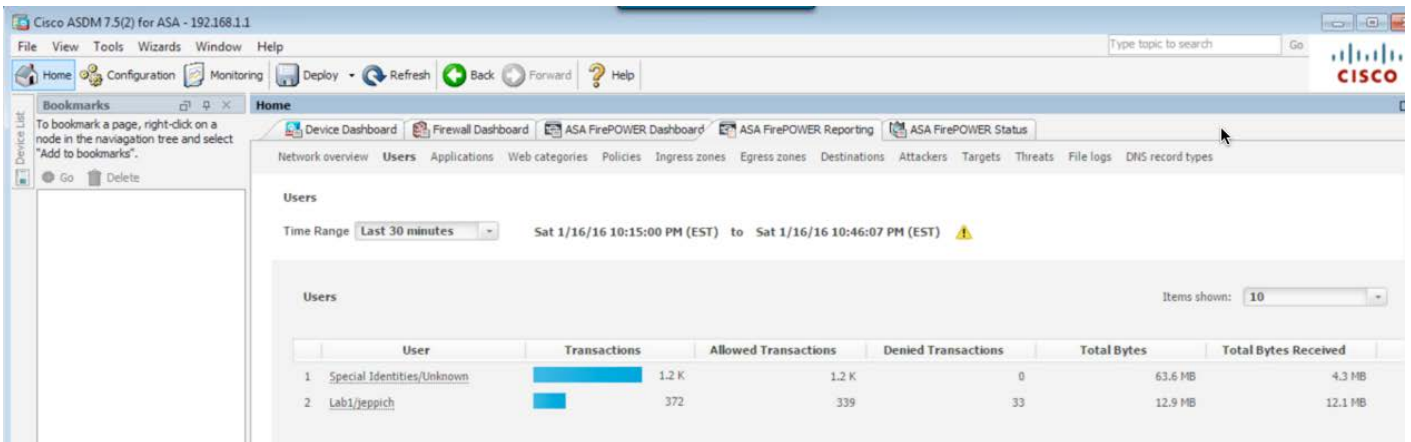 Cisco ASDM 7.5(2) for ASA - 192.168.1.1
File View Tools Wizards Window Help Type topic to search Go
Home Configuration Monitoring Deploy Refresh Back Forward Help
CISCO
Device List
Bookmarks
To bookmark a page, right-click on a
node in the naviagation tree and select
"Add to bookmarks".
Go Delete
Home
Device Dashboard Firewall Dashboard ASA FirePOWER Dashboard ASA FirePOWER Reporting ASA FirePOWER Status
Network overview Users Applications Web categories Policies Ingress zones Egress zones Destinations Attackers Targets Threats File logs DNS record types
Users
Time Range Last 30 minutes Sat 1/16/16 10:15:00 PM (EST) to Sat 1/16/16 10:46:07 PM (EST)
Users Items shown: 10
User Transactions Allowed Transactions Denied Transactions Total Bytes Total Bytes Received
1 Special Identities/Unknown 1.2 K 1.2 K 0 63.6 MB 4.3 MB
2 Lab1/jeppich 372 339 33 12.9 MB 12.1 MB